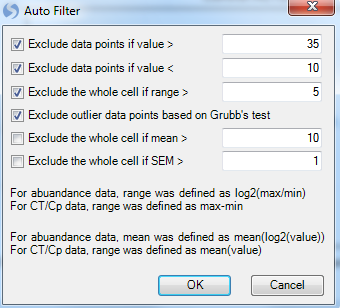 Auto Filter
Exclude data points if value > 35
Exclude data points if value < 10
Exclude the whole cell if range > 5
Exclude outlier data points based on Grubb's test
Exclude the whole cell if mean > 10
Exclude the whole cell if SEM > 1
For abuandance data, range was defined as log2(max/min)
For CT/Cp data, range was defined as max-min
For abuandance data, mean was defined as mean(log2(value))
For CT/Cp data, range was defined as mean(value)
OK Cancel